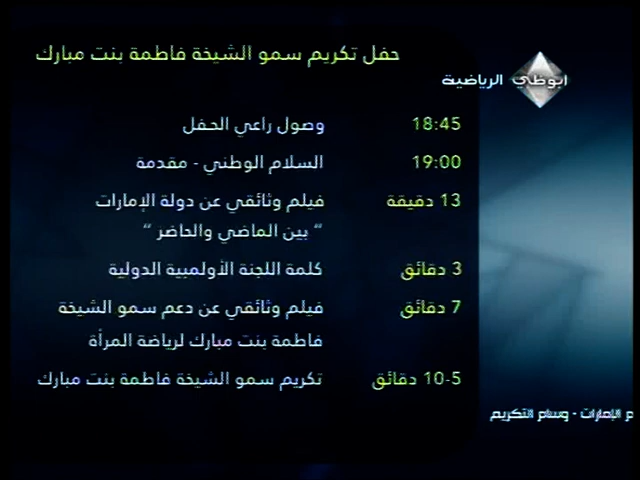 حفل تكريم سمو الشيخة فاطمة بنت مبارك
أبوظبي الرياضية
18:45 وصول راعي الحفل
19:00 السلام الوطني - مقدمة
13 دقيقة فيلم وثائقي عن دولة الإمارات
“ بين الماضي والحاضر “
3 دقائق كلمة اللجنة الأولمبية الدولية
7 دقائق فيلم وثائقي عن دعم سمو الشيخة
فاطمة بنت مبارك لرياضة المرأة
10-5 دقائق تكريم سمو الشيخة فاطمة بنت مبارك
م الإمارات - وسام التكريم